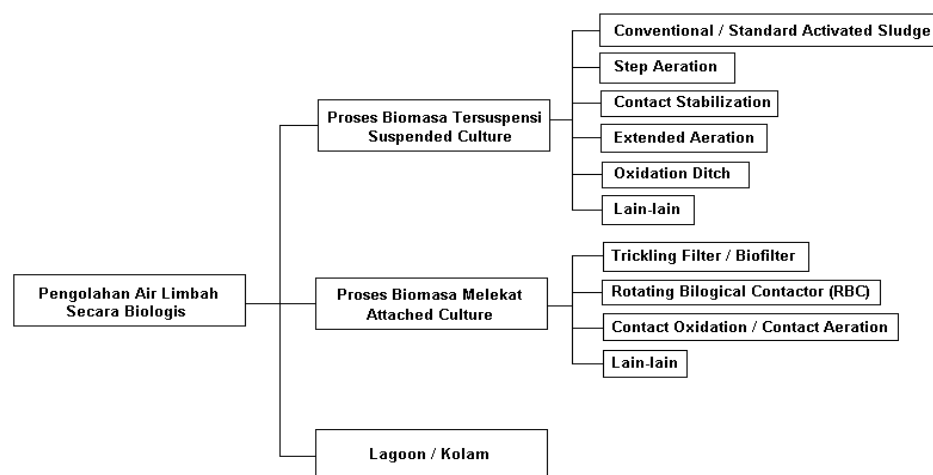 Pengolahan Air Limbah
Secara Biologis
Proses Biomasa Tersuspensi
Suspended Culture
Conventional / Standard Activated Sludge
Step Aeration
Contact Stabilization
Extended Aeration
Oxidation Ditch
Lain-lain
Proses Biomasa Melekat
Attached Culture
Trickling Filter / Biofilter
Rotating Bilogical Contactor (RBC)
Contact Oxidation / Contact Aeration
Lain-lain
Lagoon / Kolam